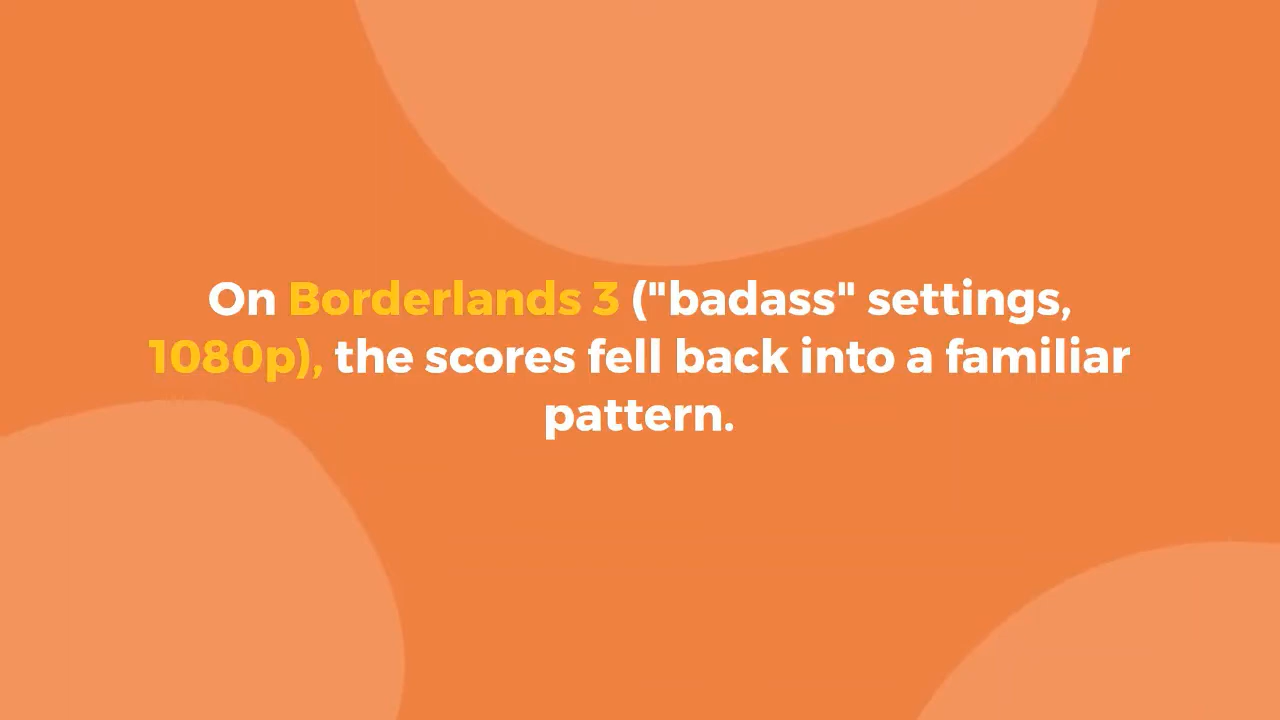 On Borderlands 3 ("badass" settings,
1080p), the scores fell back into a familiar
pattern.